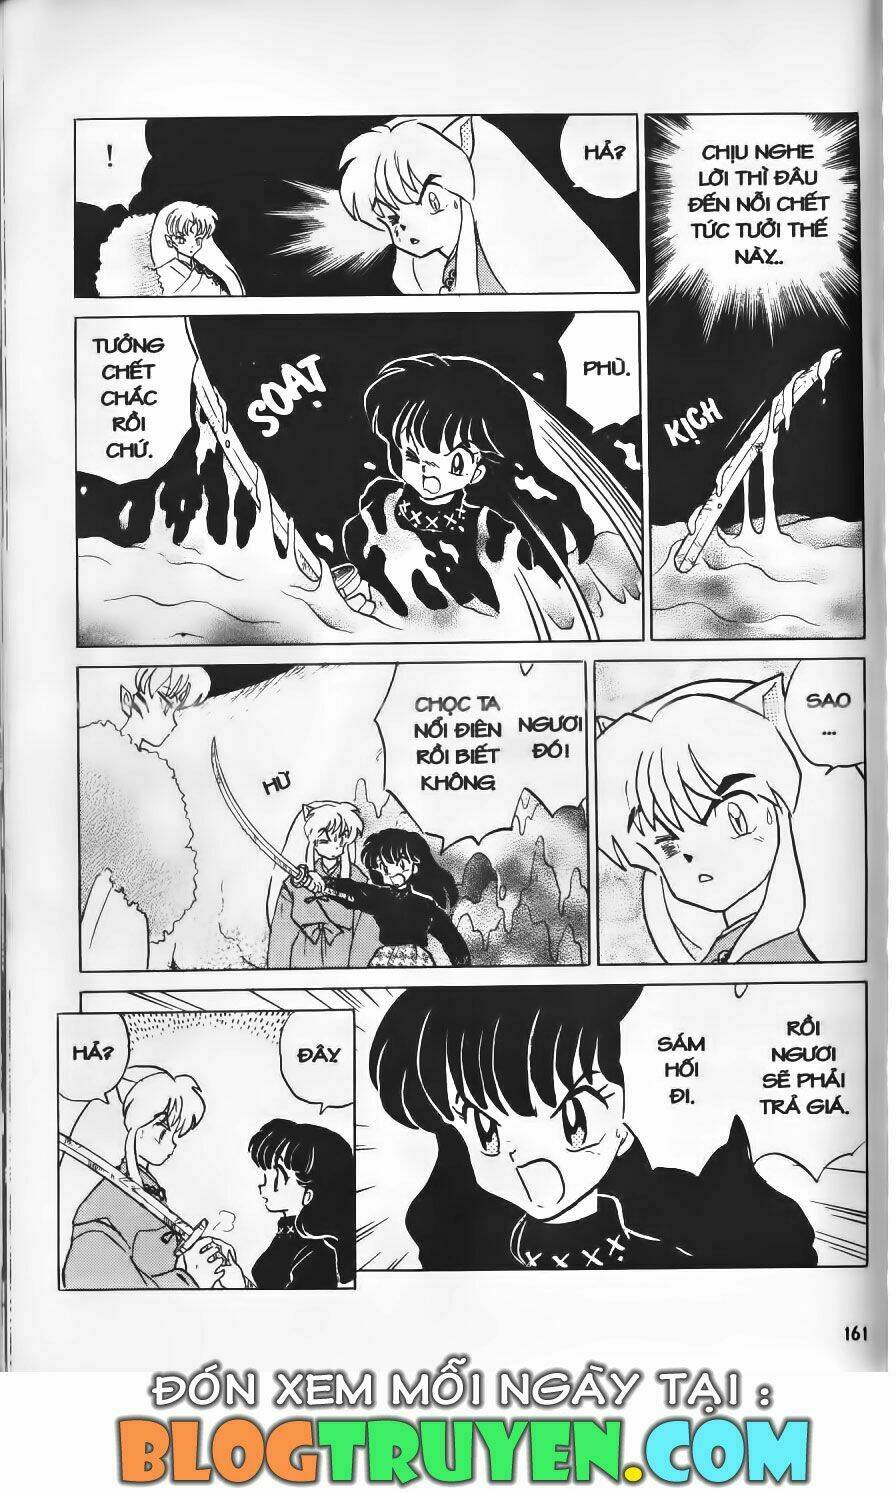 CHỊU NGHE
LỜI THÌ ĐÂU
ĐẾN NỖI CHẾT
TỨC TƯỞI THẾ
NÀY..
KỊCH
HẢ?
!
PHÙ.
SOẠT
TƯỞNG
CHẾT
CHẮC
RỒI
CHỨ.
SAO
...
NGƯƠI
ĐÓ!
CHỌC TA
NỔI ĐIÊN
RỒI BIẾT
KHÔNG.
HỪ
RỒI
NGƯƠI
SẼ PHẢI
TRẢ GIÁ.
SÁM
HỐI
ĐI.
ĐÂY.
HẢ?
161
ĐÓN XEM MỖI NGÀY TẠI :
BLOGTRUYEN.COM